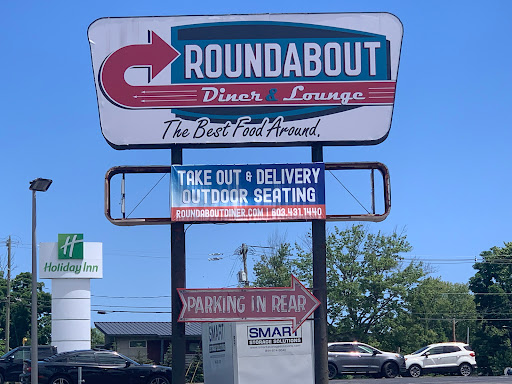 ROUNDABOUT
Diner & Lounge
The Best Food Around.
TAKE OUT & DELIVERY
OUTDOOR SEATING
ROUNDABOUTDINER.COM | 603.431.1440
H
Holiday Inn
PARKING IN REAR
SMART
STORAGE SOLUTIONS